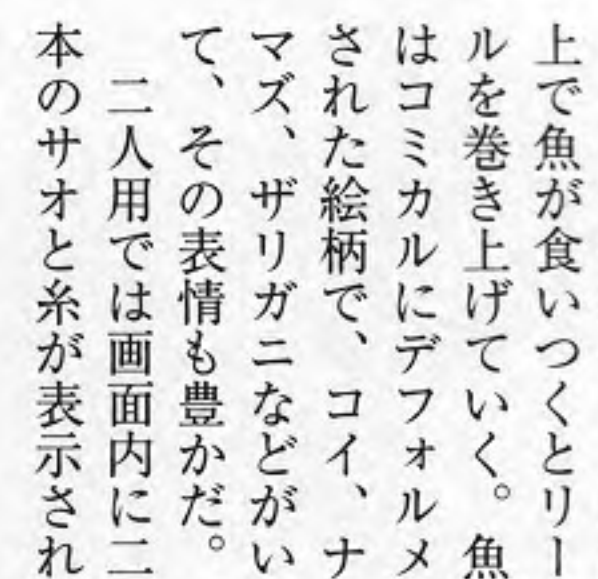 上で魚が食いつくとリー
ルを巻き上げていく。魚
はコミカルにデフォルメ
された絵柄で、コイ、ナ
マズ、ザリガニなどがい
て、その表情も豊かだ。
二人用では画面内に二
本のサオと糸が表示され